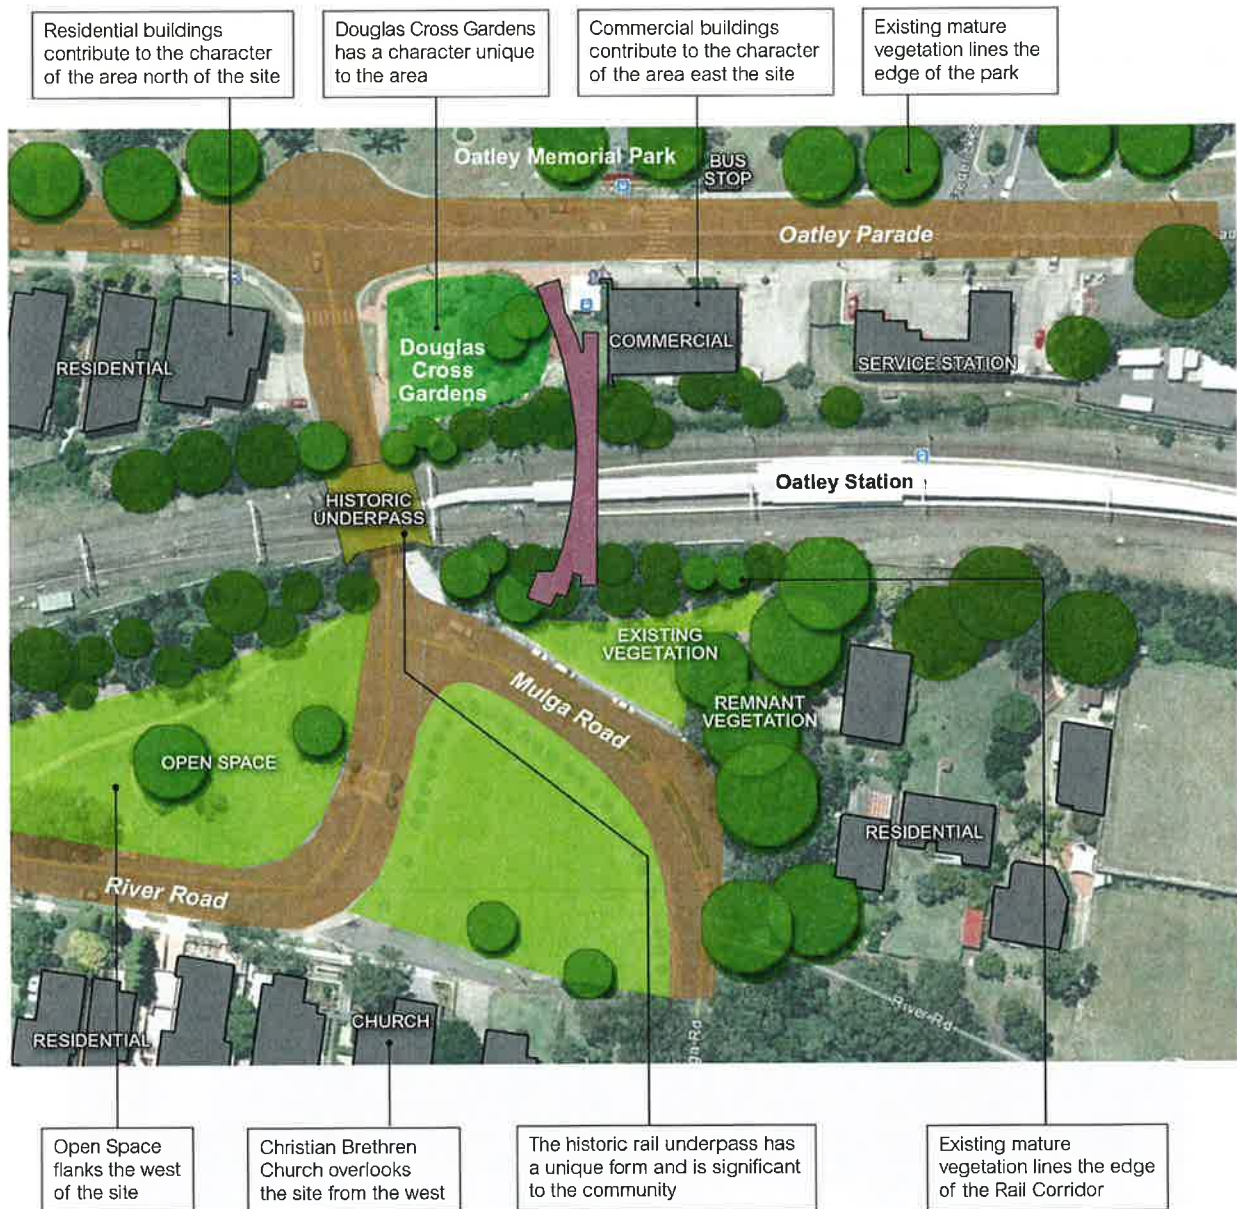 Residential buildings
contribute to the character
of the area north of the site
Douglas Cross Gardens
has a character unique
to the area
Commercial buildings
contribute to the character
of the area east the site
Existing mature
vegetation lines the
edge of the park
Oatley Memorial Park
BUS
STOP
Oatley Parade
RESIDENTIAL
Douglas
Cross
Gardens
COMMERCIAL
SERVICE STATION
HISTORIC
UNDERPASS
Oatley Station
EXISTING
VEGETATION
Mulga Road
REMNANT
VEGETATION
OPEN SPACE
RESIDENTIAL
River Road
River Rd
CHURCH
RESIDENTIAL
ga Rd
Open Space
flanks the west
of the site
Christian Brethren
Church overlooks
the site from the west
The historic rail underpass has
a unique form and is significant
to the community
Existing mature
vegetation lines the edge
of the Rail Corridor